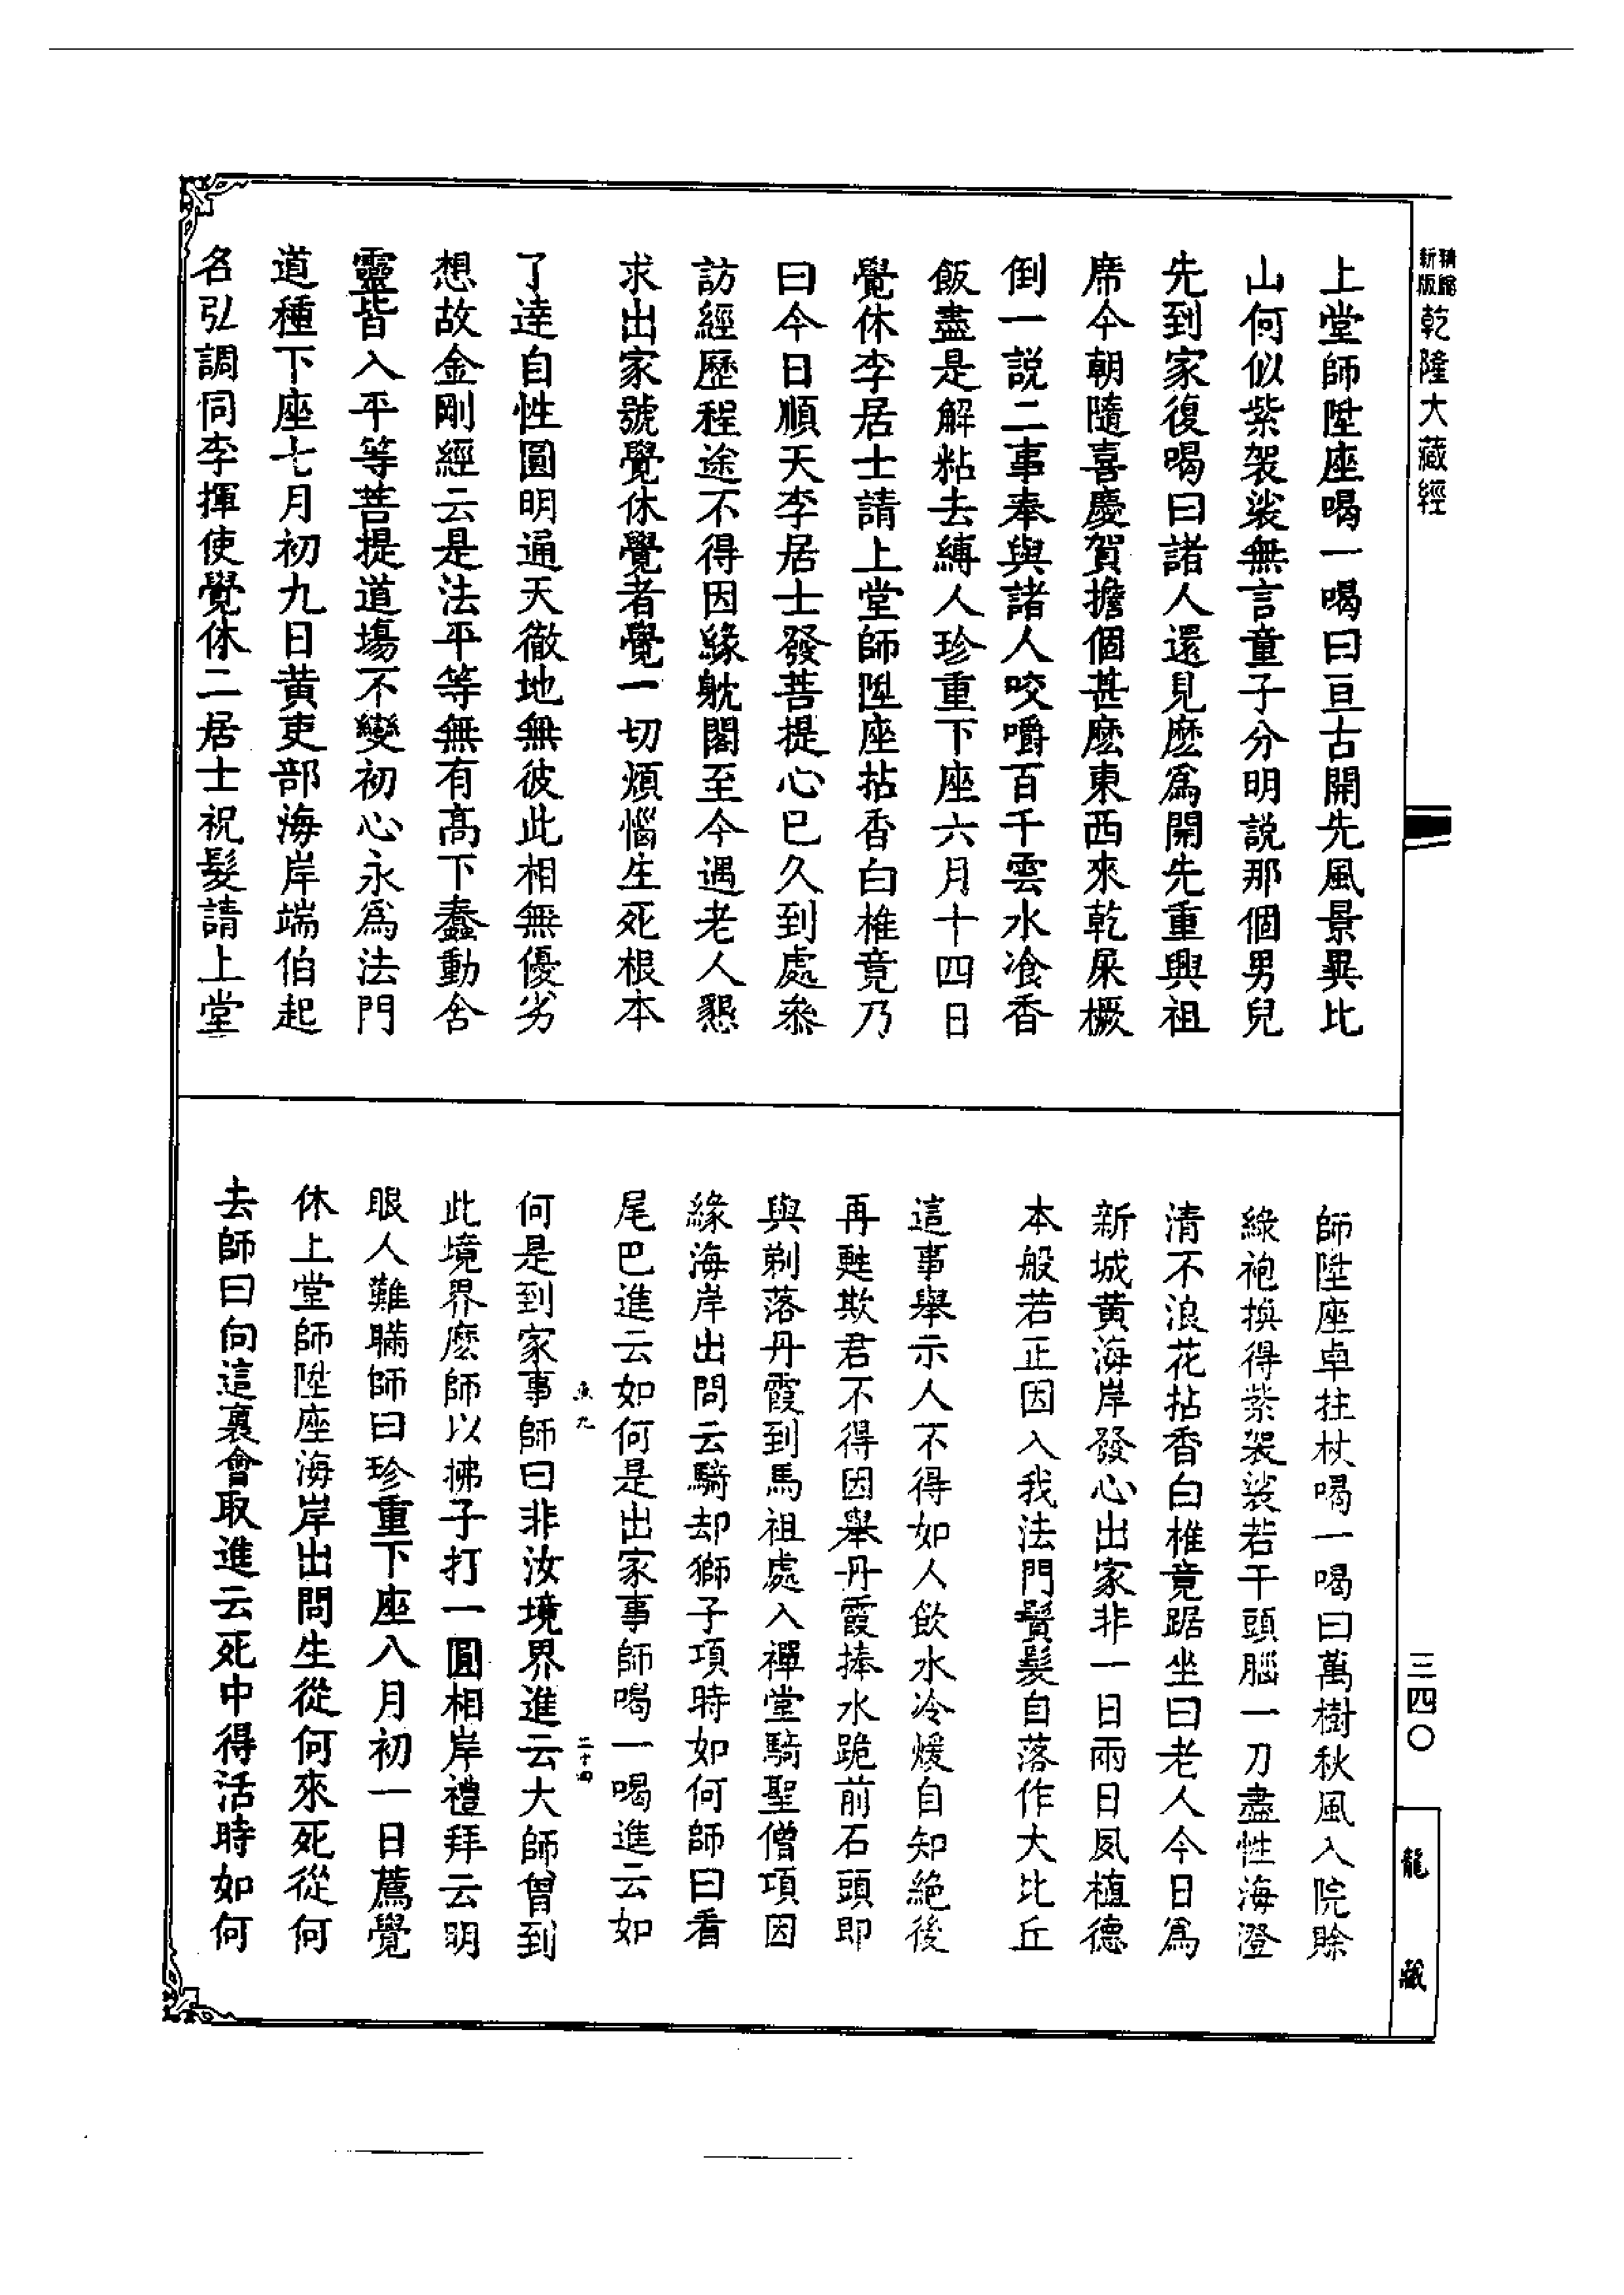 精縮
新版
乾隆大藏經
上堂師陞座喝一喝曰亘古開先風景異比
山何似紫袈裟無言童子分明説那個男兒
先到家復喝曰諸人還見麽爲開先重興祖
席今朝隨喜慶賀擔個甚麽東西來乾屎橛
倒一説二事奉與諸人咬嚼百千雲水飡香
飯盡是解粘去縛人珍重下座六月十四日
覺休李居士請上堂師陞座拈香白椎竟乃
曰今日順天李居士發菩提心已久到處叅
訪經歷程途不得因緣躭閣至今遇老人懇
求出家號覺休覺者覺一切煩惱生死根本
了達自性圓明通天徹地無彼此相無優劣
想故金剛經云是法平等無有高下蠢動含
靈皆入平等菩提道場不變初心永爲法門
道種下座七月初九日黄吏部海岸端伯起
名弘調同李揮使覺休二居士祝髮請上堂
師陞座卓拄杖喝一喝曰萬樹秋風入院賒
綠袍換得紫袈裟若干頭腦一刀盡性海澄
清不浪花拈香白椎竟踞坐曰老人今日爲
新城黄海岸發心出家非一日兩日夙植德
本般若正因入我法門鬢髮自落作大比丘
這事舉示人不得如人飲水冷煖自知絶後
再甦欺君不得因舉丹霞捧水跪前石頭即
與剃落丹霞到馬祖處入禪堂騎聖僧項因
緣海岸出問云騎却獅子項時如何師曰看
尾巴進云如何是出家事師喝一喝進云如
何是到家事師曰非汝境界進云大師曾到
此境界麽師以拂子打一圓相岸禮拜云明
眼人難瞞師曰珍重下座八月初一日薦覺
休上堂師陞座海岸出問生從何來死從何
去師曰向這裏會取進云死中得活時如何
三四〇
龍藏